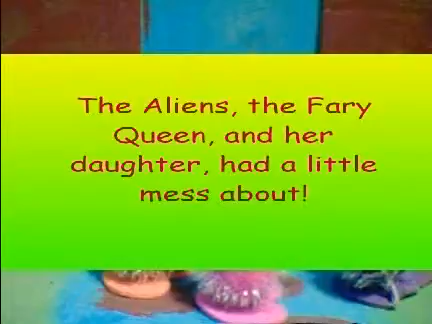 The Aliens, the Fary
Queen, and her
daughter, had a little
mess about!